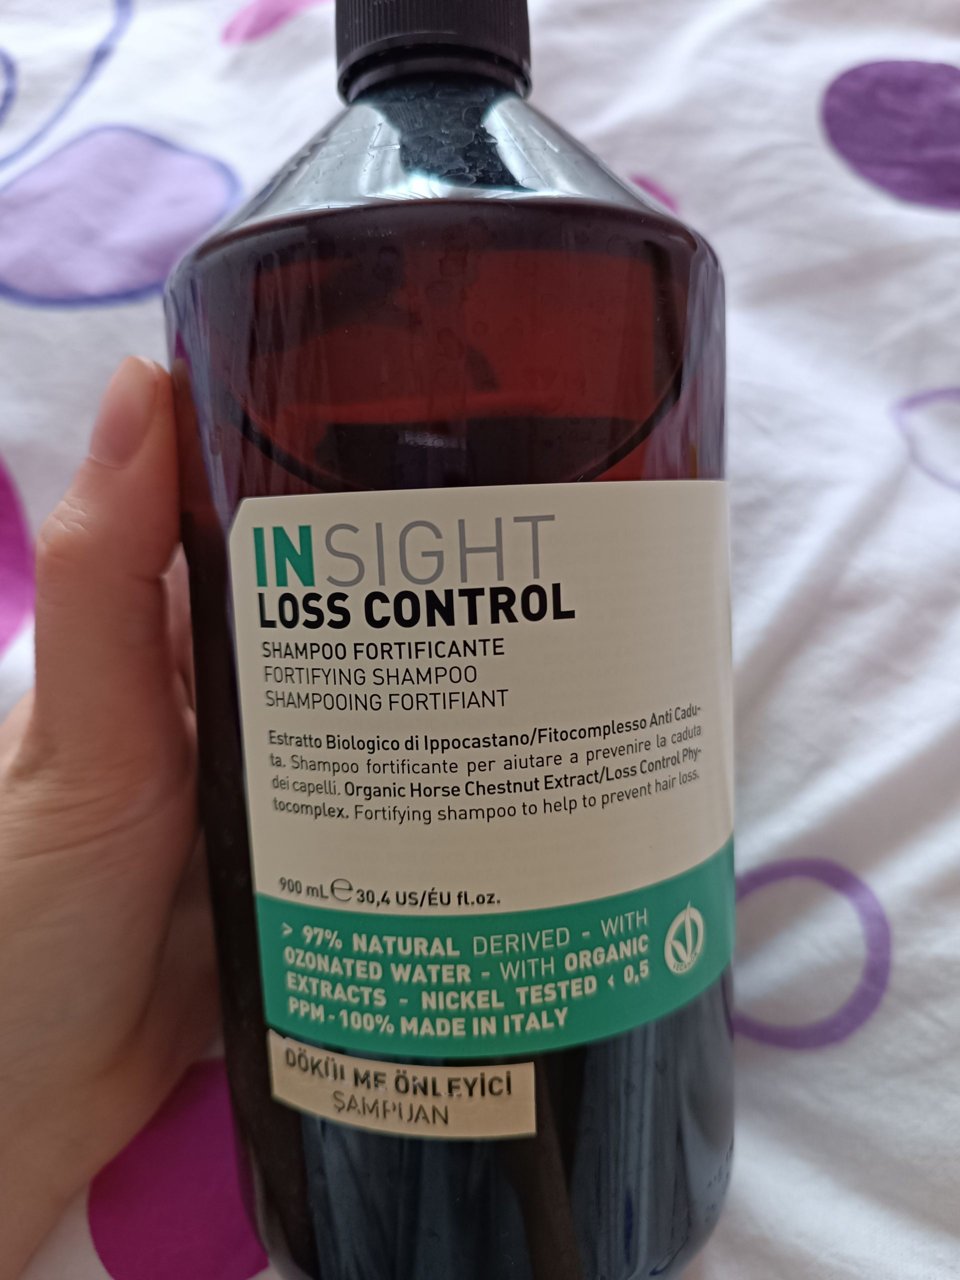 INSIGHT
LOSS CONTROL
SHAMPOO FORTIFICANTE
FORTIFYING SHAMPOO
SHAMPOOING FORTIFIANT
Estratto Biologico di Ippocastano/Fitocomplesso Anti Cadu-
ta. Shampoo fortificante per aiutare a prevenire la caduta
dei capelli. Organic Horse Chestnut Extract/Loss Control Phy-
tocomplex. Fortifying shampoo to help to prevent hair loss.
900 mL ℮ 30,4 US/ÉU fl.oz.
> 97% NATURAL DERIVED - WITH
OZONATED WATER - WITH ORGANIC
EXTRACTS - NICKEL TESTED < 0,5
PPM - 100% MADE IN ITALY
DÖKÜLME ÖNLEYİCİ
ŞAMPUAN